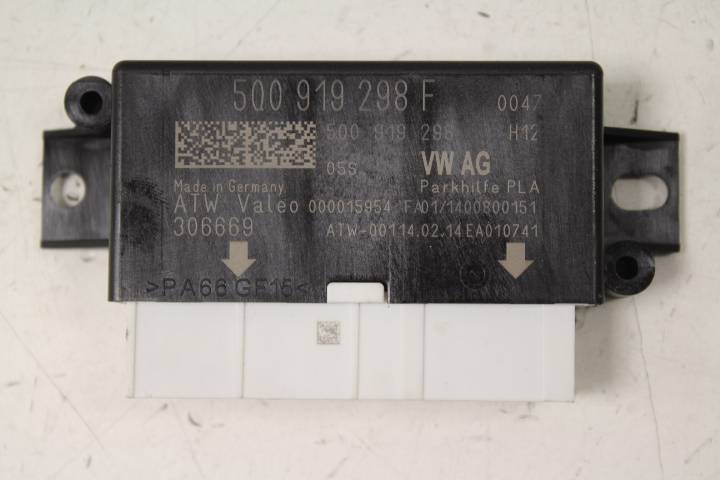 5Q0 919 298 F 0047
5Q0 919 298 H12
05S VW AG
Made in Germany Parkhilfe PLA
ATW Valeo 000015954 FA01/1400800151
306669 ATW-00114.02.14EA010741
>PA66 GF15<